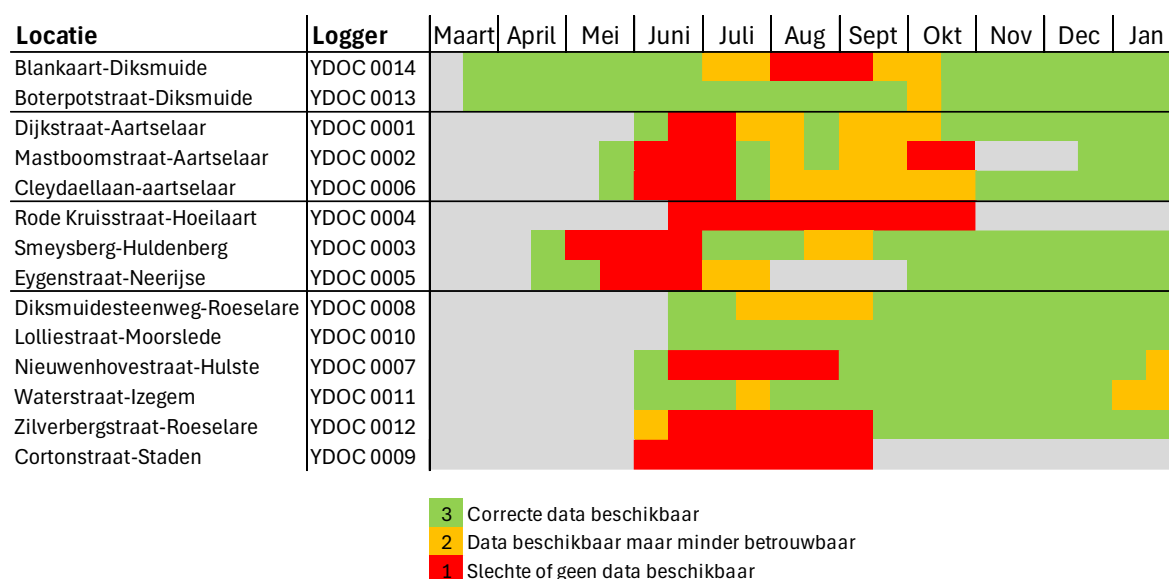 Locatie Logger Maart April Mei Juni Juli Aug Sept Okt Nov Dec Jan
Blankaart-Diksmuide YDOC 0014
Boterpotstraat-Diksmuide YDOC 0013
Dijkstraat-Aartselaar YDOC 0001
Mastboomstraat-Aartselaar YDOC 0002
Cleydaellaan-aartselaar YDOC 0006
Rode Kruisstraat-Hoeilaart YDOC 0004
Smeysberg-Huldenberg YDOC 0003
Eygenstraat-Neerijse YDOC 0005
Diksmuidesteenweg-Roeselare YDOC 0008
Lolliestraat-Moorslede YDOC 0010
Nieuwenhovestraat-Hulste YDOC 0007
Waterstraat-Izegem YDOC 0011
Zilverbergstraat-Roeselare YDOC 0012
Cortonstraat-Staden YDOC 0009
3 Correcte data beschikbaar
2 Data beschikbaar maar minder betrouwbaar
1 Slechte of geen data beschikbaar